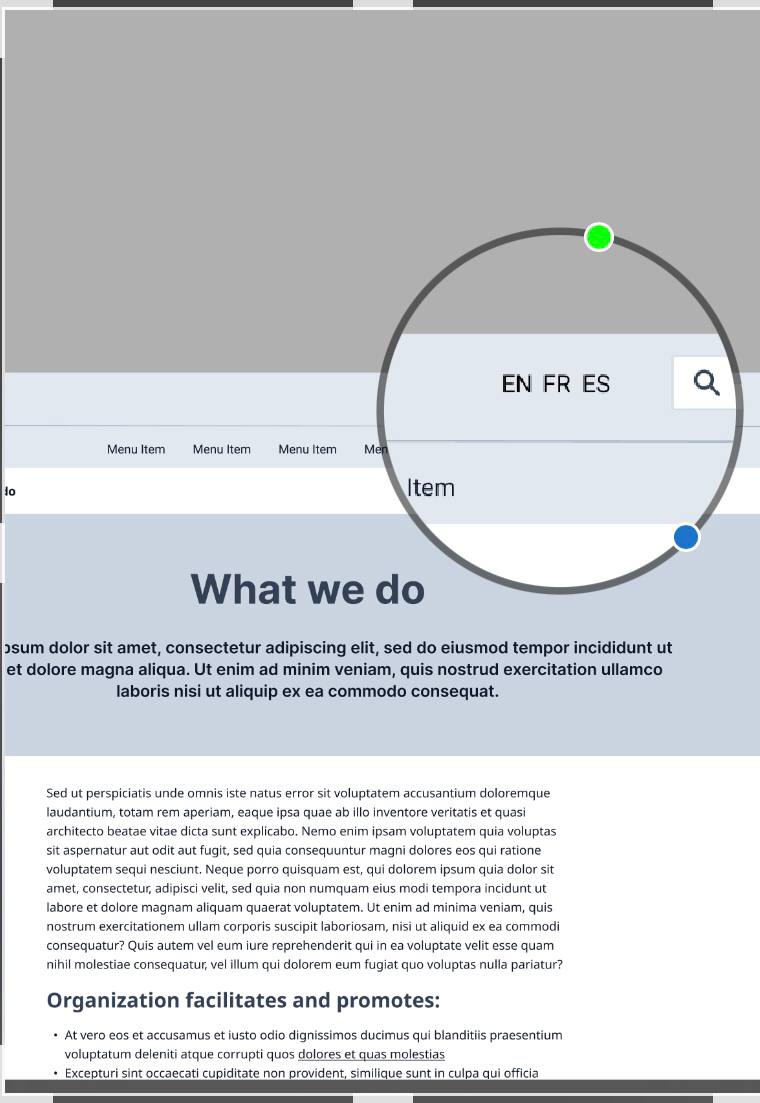 EN FR ES
Menu Item Menu Item Menu Item
Item
What we do
dolor sit amet, consectetur adipiscing elit, sed do eiusmod tempor incididunt ut
et dolore magna aliqua. Ut enim ad minim veniam, quis nostrud exercitation ullamco
laboris nisi ut aliquip ex ea commodo consequat.
Sed ut perspiciatis unde omnis iste natus error sit voluptatem accusantium doloremque
laudantium, totam rem aperiam, eaque ipsa quae ab illo inventore veritatis et quasi
architecto beatae vitae dicta sunt explicabo. Nemo enim ipsam voluptatem quia voluptas
sit aspernatur aut odit aut fugit, sed quia consequuntur magni dolores eos qui ratione
voluptatem sequi nesciunt. Neque porro quisquam est, qui dolorem ipsum quia dolor sit
amet, consectetur, adipisci velit, sed quia non numquam eius modi tempora incidunt ut
labore et dolore magnam aliquam quaerat voluptatem. Ut enim ad minima veniam, quis
nostrum exercitationem ullam corporis suscipit laboriosam, nisi ut aliquid ex ea commodi
consequatur? Quis autem vel eum iure reprehenderit qui in ea voluptate velit esse quam
nihil molestiae consequatur, vel illum qui dolorem eum fugiat quo voluptas nulla pariatur?
Organization facilitates and promotes:
• At vero eos et accusamus et iusto odio dignissimos ducimus qui blanditiis praesentium
voluptatum deleniti atque corrupti quos dolores et quas molestias
• Excepturi sint occaecati cupiditate non provident, similique sunt in culpa qui officia